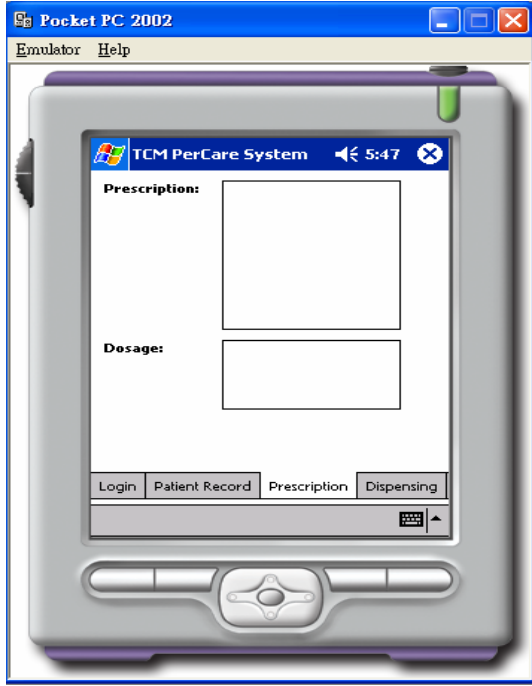 Pocket PC 2002
Emulator Help
TCM PerCare System 5:47
Prescription:
Dosage:
Login Patient Record Prescription Dispensing